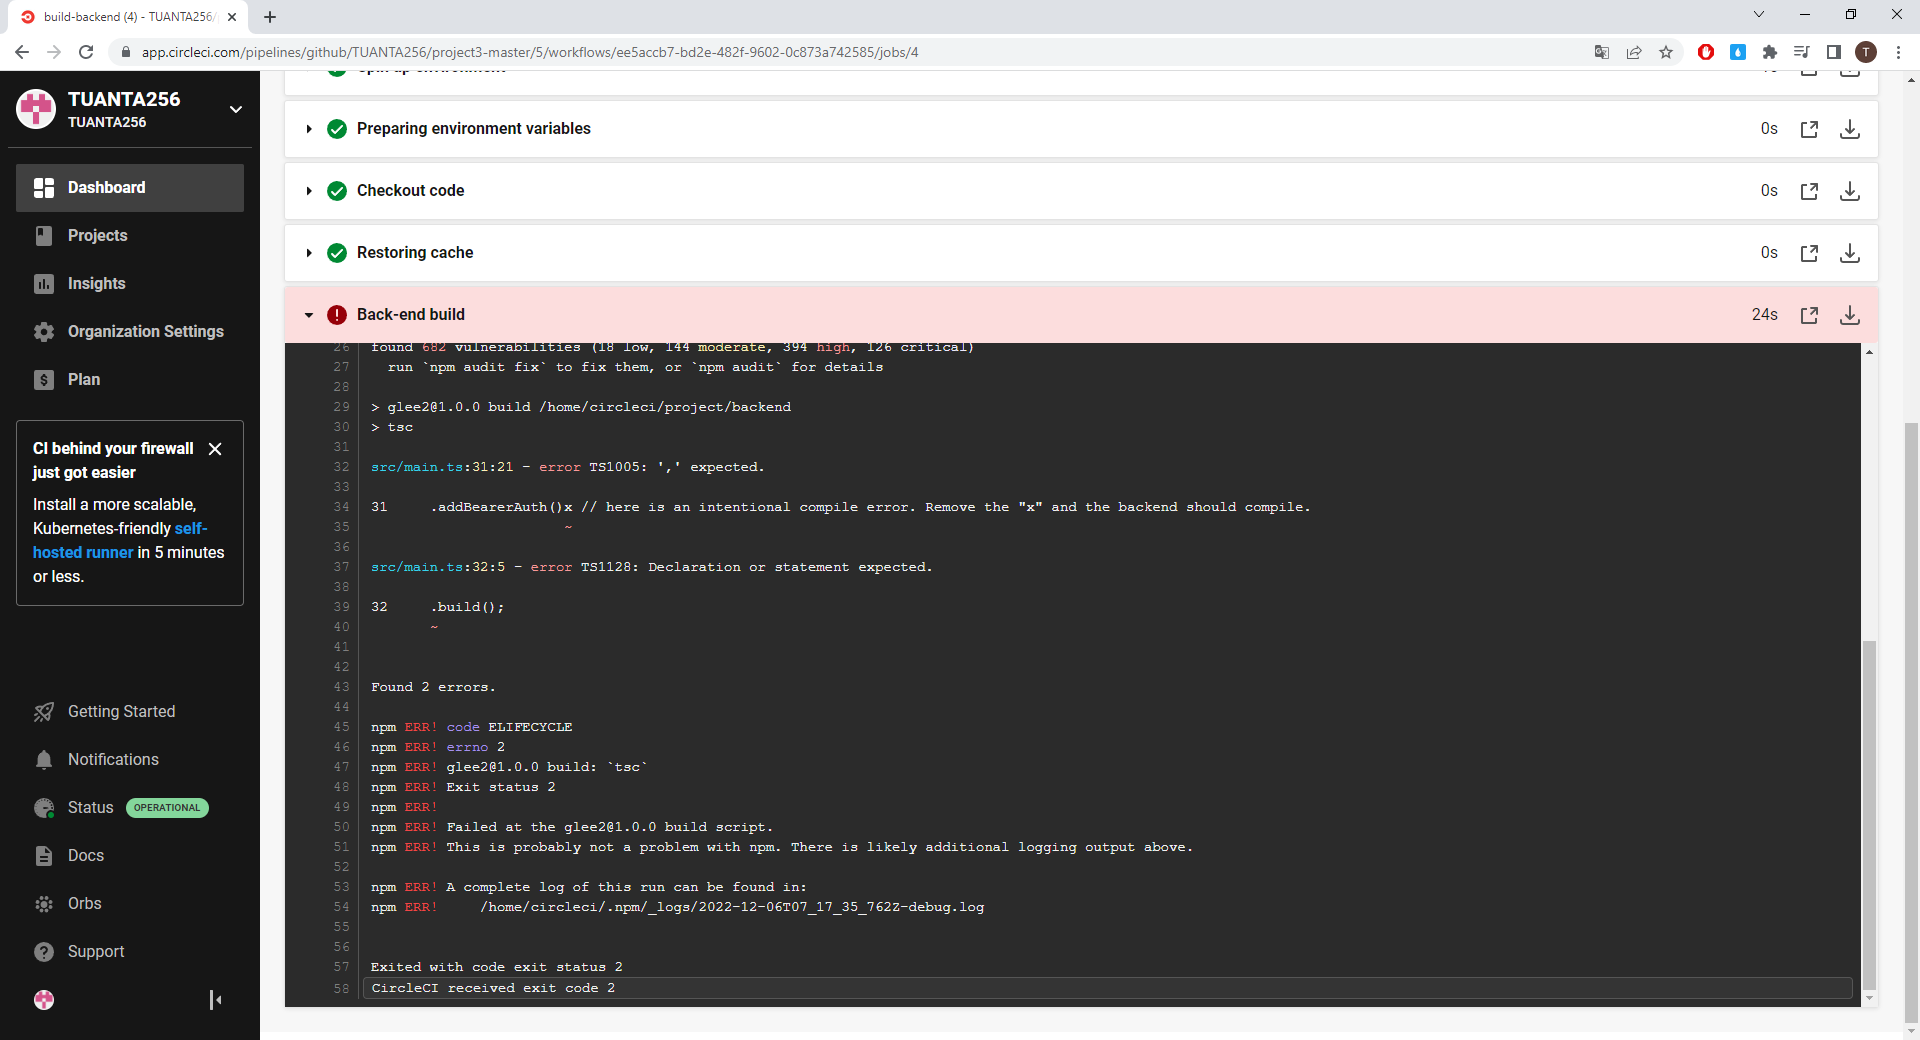 build-backend (4) - TUANTA256/
app.circleci.com/pipelines/github/TUANTA256/project3-master/5/workflows/ee5accb7-bd2e-482f-9602-0c873a742585/jobs/4
T
TUANTA256
TUANTA256
Dashboard
Projects
Insights
Organization Settings
Plan
CI behind your firewall
just got easier
Install a more scalable,
Kubernetes-friendly self-
hosted runner in 5 minutes
or less.
Getting Started
Notifications
Status OPERATIONAL
Docs
Orbs
Support
Spin up environment
Preparing environment variables 0s
Checkout code 0s
Restoring cache 0s
Back-end build 24s
26 found 682 vulnerabilities (18 low, 144 moderate, 394 high, 126 critical)
27 run `npm audit fix` to fix them, or `npm audit` for details
28
29 > glee2@1.0.0 build /home/circleci/project/backend
30 > tsc
31
32 src/main.ts:31:21 - error TS1005: ',' expected.
33
34 31 .addBearerAuth()x // here is an intentional compile error. Remove the "x" and the backend should compile.
35 ~
36
37 src/main.ts:32:5 - error TS1128: Declaration or statement expected.
38
39 32 .build();
40 ~
41
42
43 Found 2 errors.
44
45 npm ERR! code ELIFECYCLE
46 npm ERR! errno 2
47 npm ERR! glee2@1.0.0 build: `tsc`
48 npm ERR! Exit status 2
49 npm ERR!
50 npm ERR! Failed at the glee2@1.0.0 build script.
51 npm ERR! This is probably not a problem with npm. There is likely additional logging output above.
52
53 npm ERR! A complete log of this run can be found in:
54 npm ERR! /home/circleci/.npm/_logs/2022-12-06T07_17_35_762Z-debug.log
55
56
57 Exited with code exit status 2
58 CircleCI received exit code 2